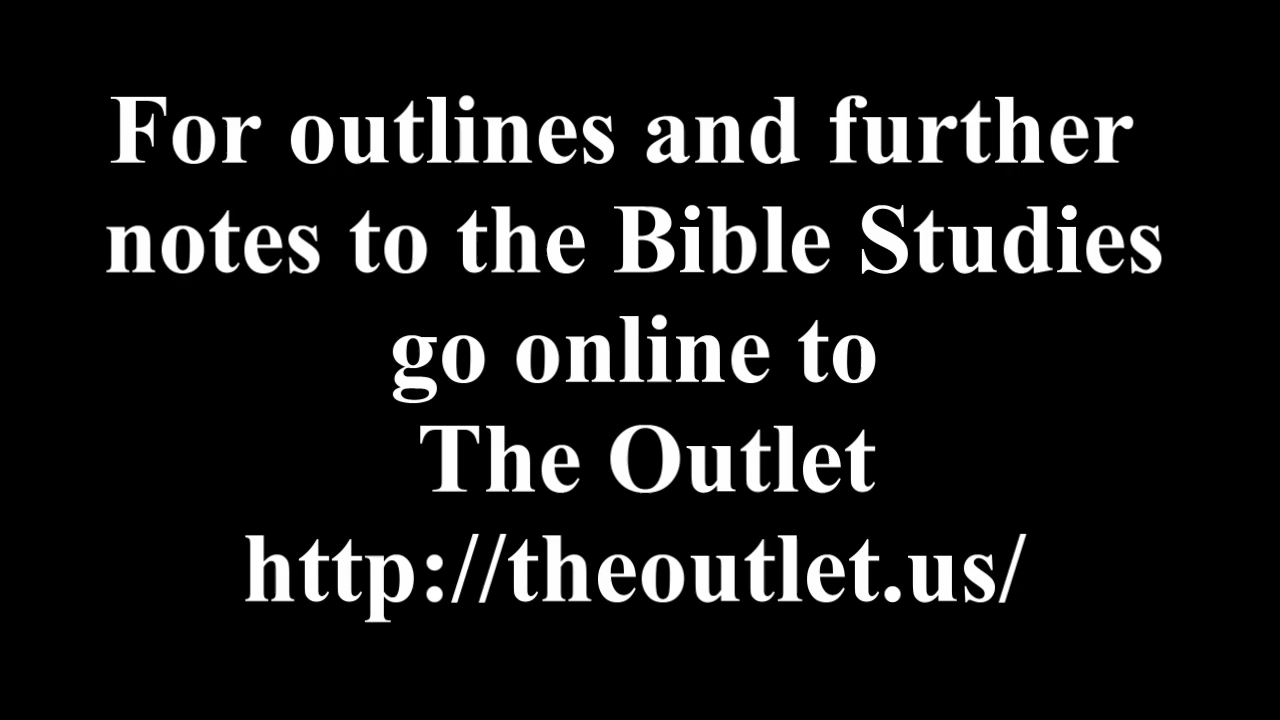 For outlines and further
notes to the Bible Studies
go online to
The Outlet
http://theoutlet.us/